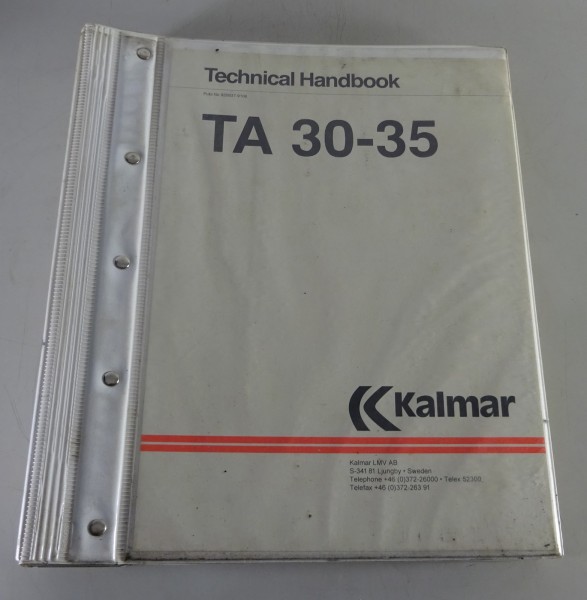 Technical Handbook
TA 30-35
Kalmar
Kalmar LMV AB
S-341 81 Ljungby • Sweden
Telephone +46 (0)372-26000 • Telex 52300
Telefax +46 (0)372-263 91